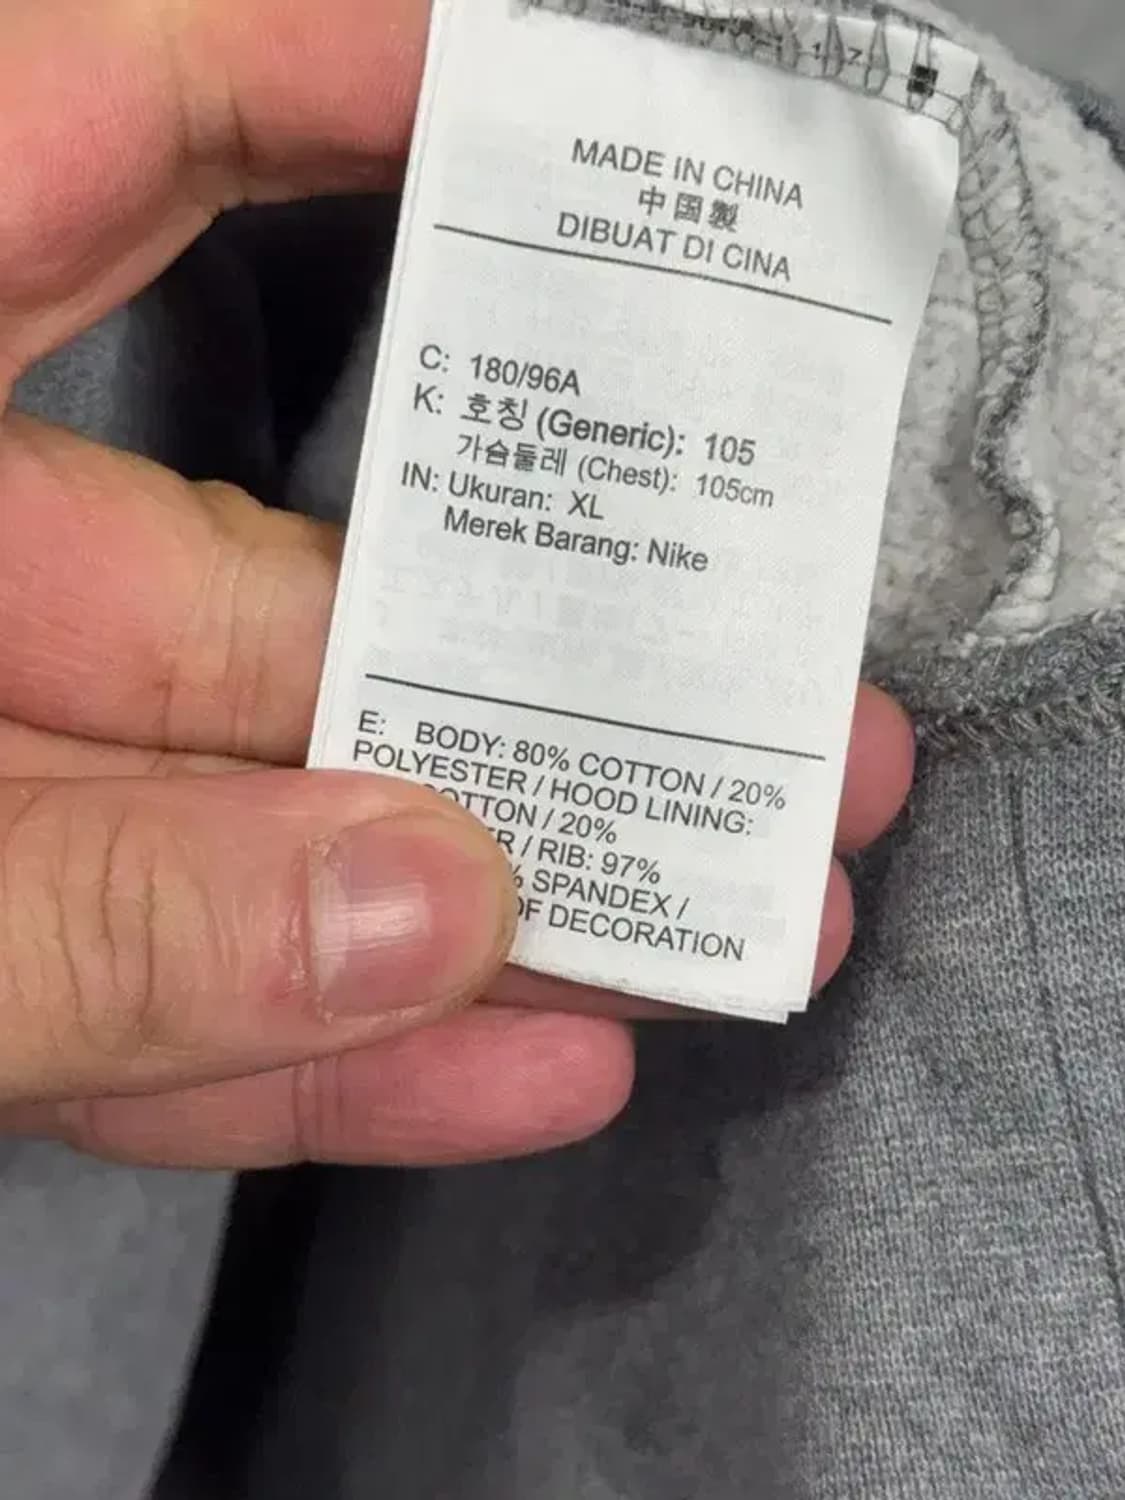 MADE IN CHINA
中国製
DIBUAT DI CINA
C: 180/96A
K: 호칭 (Generic): 105
가슴둘레 (Chest): 105cm
IN: Ukuran: XL
Merek Barang: Nike
E: BODY: 80% COTTON / 20%
POLYESTER / HOOD LINING:
COTTON / 20%
/ RIB: 97%
% SPANDEX /
OF DECORATION